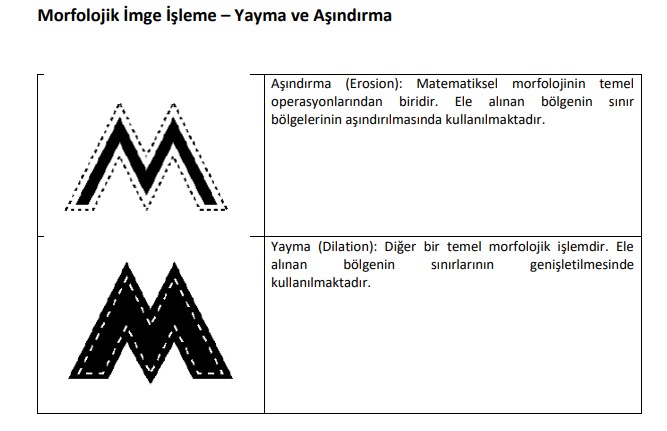 Morfolojik İmge İşleme – Yayma ve Aşındırma
Aşındırma (Erosion): Matematiksel morfolojinin temel
operasyonlarından biridir. Ele alınan bölgenin sınır
bölgelerinin aşındırılmasında kullanılmaktadır.
Yayma (Dilation): Diğer bir temel morfolojik işlemdir. Ele
alınan bölgenin sınırlarının genişletilmesinde
kullanılmaktadır.